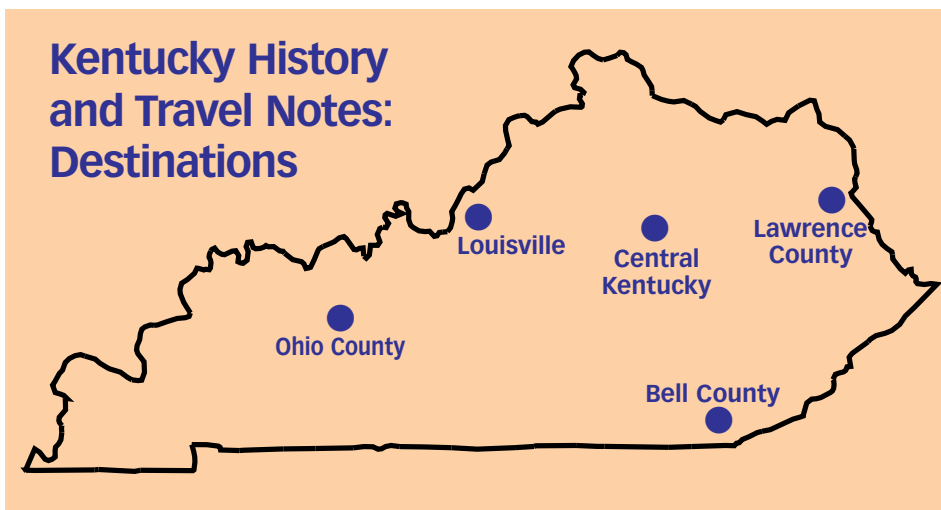 Kentucky History
and Travel Notes:
Destinations
Louisville
Central
Kentucky
Lawrence
County
Ohio County
Bell County